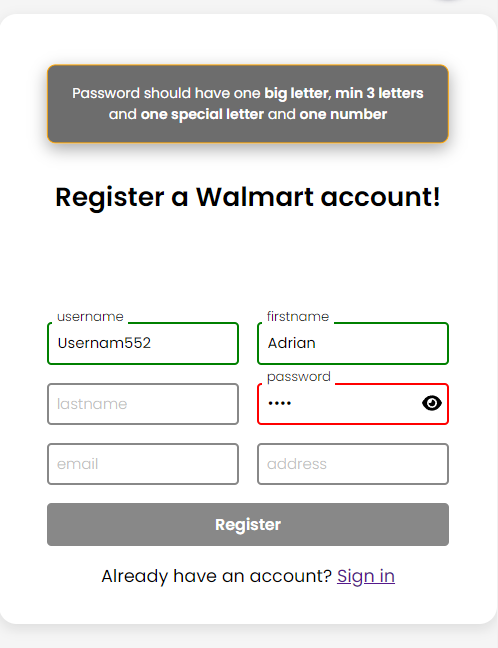 Password should have one big letter, min 3 letters
and one special letter and one number
Register a Walmart account!
username
firstname
Usernam552
Adrian
password
lastname
••••
email
address
Register
Already have an account? Sign in